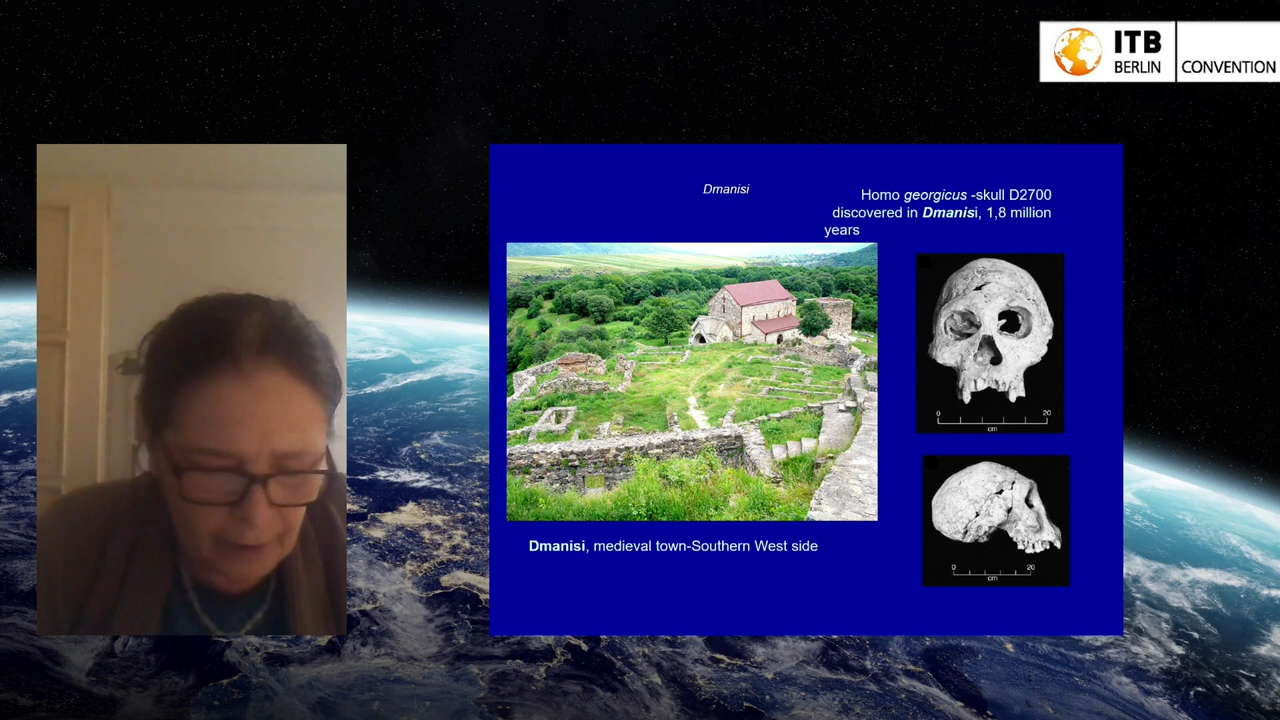 ITB
BERLIN
CONVENTION
Dmanisi
Homo georgicus -skull D2700
discovered in Dmanisi, 1,8 million
years
0 20
cm
0 20
cm
Dmanisi, medieval town-Southern West side